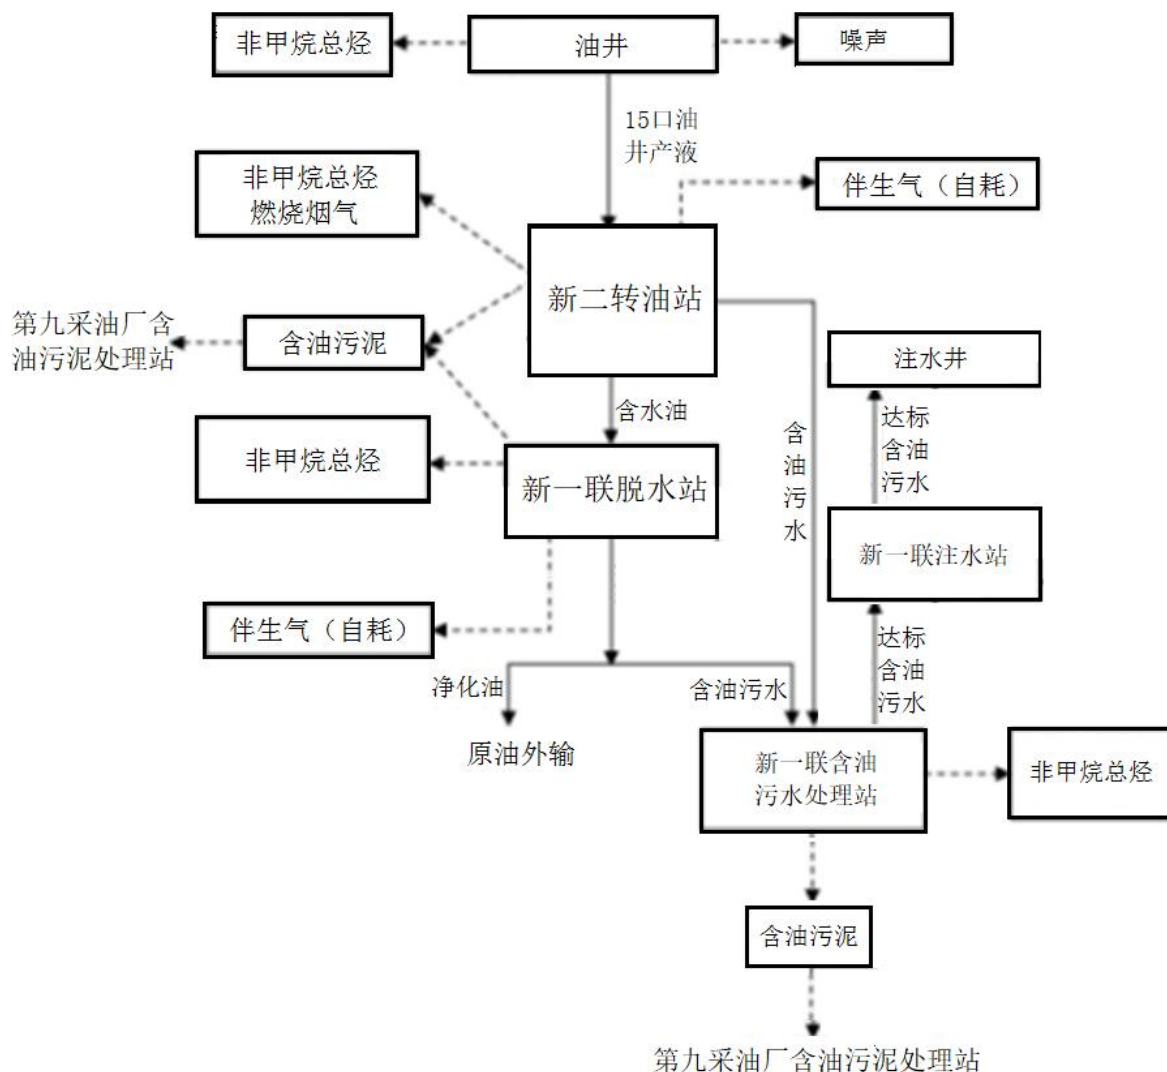 非甲烷总烃
油井
噪声
15口油
井产液
非甲烷总烃
燃烧烟气
伴生气（自耗）
新二转油站
第九采油厂含
油污泥处理站
含油污泥
注水井
含水油
含油污水
达标
含油
污水
非甲烷总烃
新一联脱水站
新一联注水站
伴生气（自耗）
达标
含油
污水
净化油
含油污水
原油外输
新一联含油
污水处理站
非甲烷总烃
含油污泥
第九采油厂含油污泥处理站